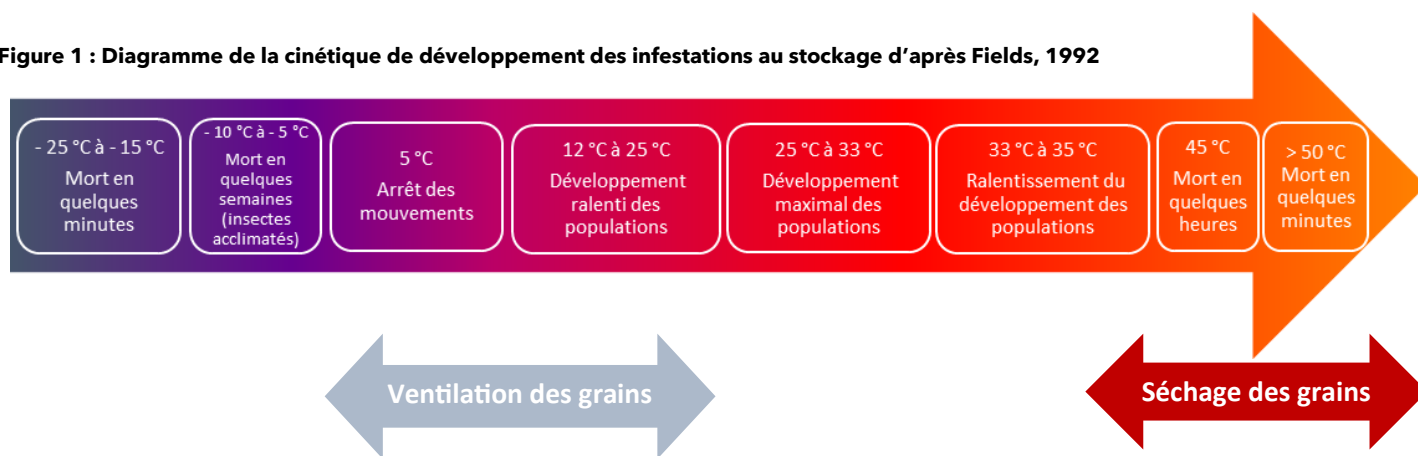 Figure 1 : Diagramme de la cinétique de développement des infestations au stockage d’après Fields, 1992
- 25 °C à - 15 °C
Mort en
quelques
minutes
- 10 °C à - 5 °C
Mort en
quelques
semaines
(insectes
acclimatés)
5 °C
Arrêt des
mouvements
12 °C à 25 °C
Développement
ralenti des
populations
25 °C à 33 °C
Développement
maximal des
populations
33 °C à 35 °C
Ralentissement du
développement des
populations
45 °C
Mort en
quelques
heures
> 50 °C
Mort en
quelques
minutes
Ventilation des grains
Séchage des grains